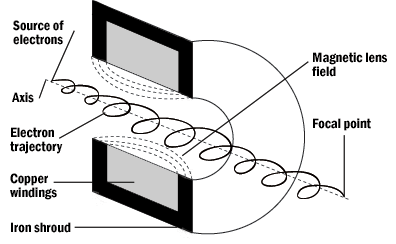 Source of
electrons
Axis
Electron
trajectory
Copper
windings
Iron shroud
Magnetic lens
field
Focal point